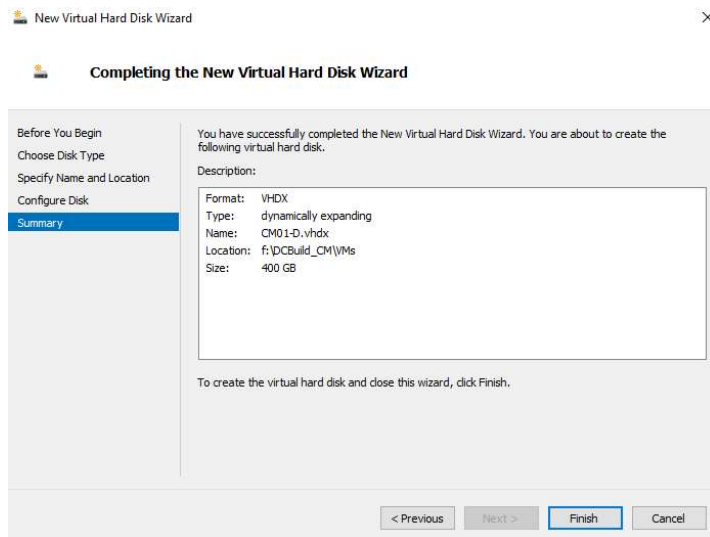 New Virtual Hard Disk Wizard
Completing the New Virtual Hard Disk Wizard
Before You Begin
Choose Disk Type
Specify Name and Location
Configure Disk
Summary
You have successfully completed the New Virtual Hard Disk Wizard. You are about to create the
following virtual hard disk.
Description:
Format: VHDX
Type: dynamically expanding
Name: CM01-D.vhdx
Location: f:\DCBuild_CM\VMs
Size: 400 GB
To create the virtual hard disk and close this wizard, click Finish.
< Previous Next > Finish Cancel